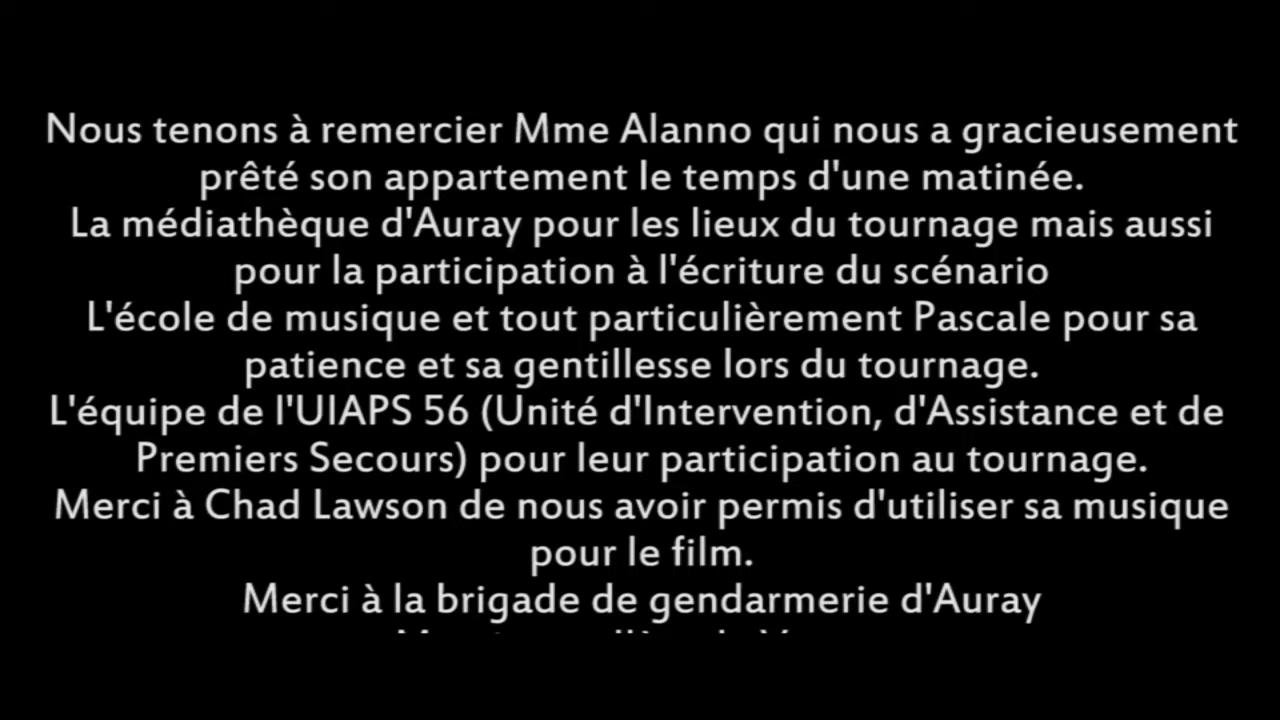 Nous tenons à remercier Mme Alanno qui nous a gracieusement
prêté son appartement le temps d'une matinée.
La médiathèque d'Auray pour les lieux du tournage mais aussi
pour la participation à l'écriture du scénario
L'école de musique et tout particulièrement Pascale pour sa
patience et sa gentillesse lors du tournage.
L'équipe de l'UIAPS 56 (Unité d'Intervention, d'Assistance et de
Premiers Secours) pour leur participation au tournage.
Merci à Chad Lawson de nous avoir permis d'utiliser sa musique
pour le film.
Merci à la brigade de gendarmerie d'Auray